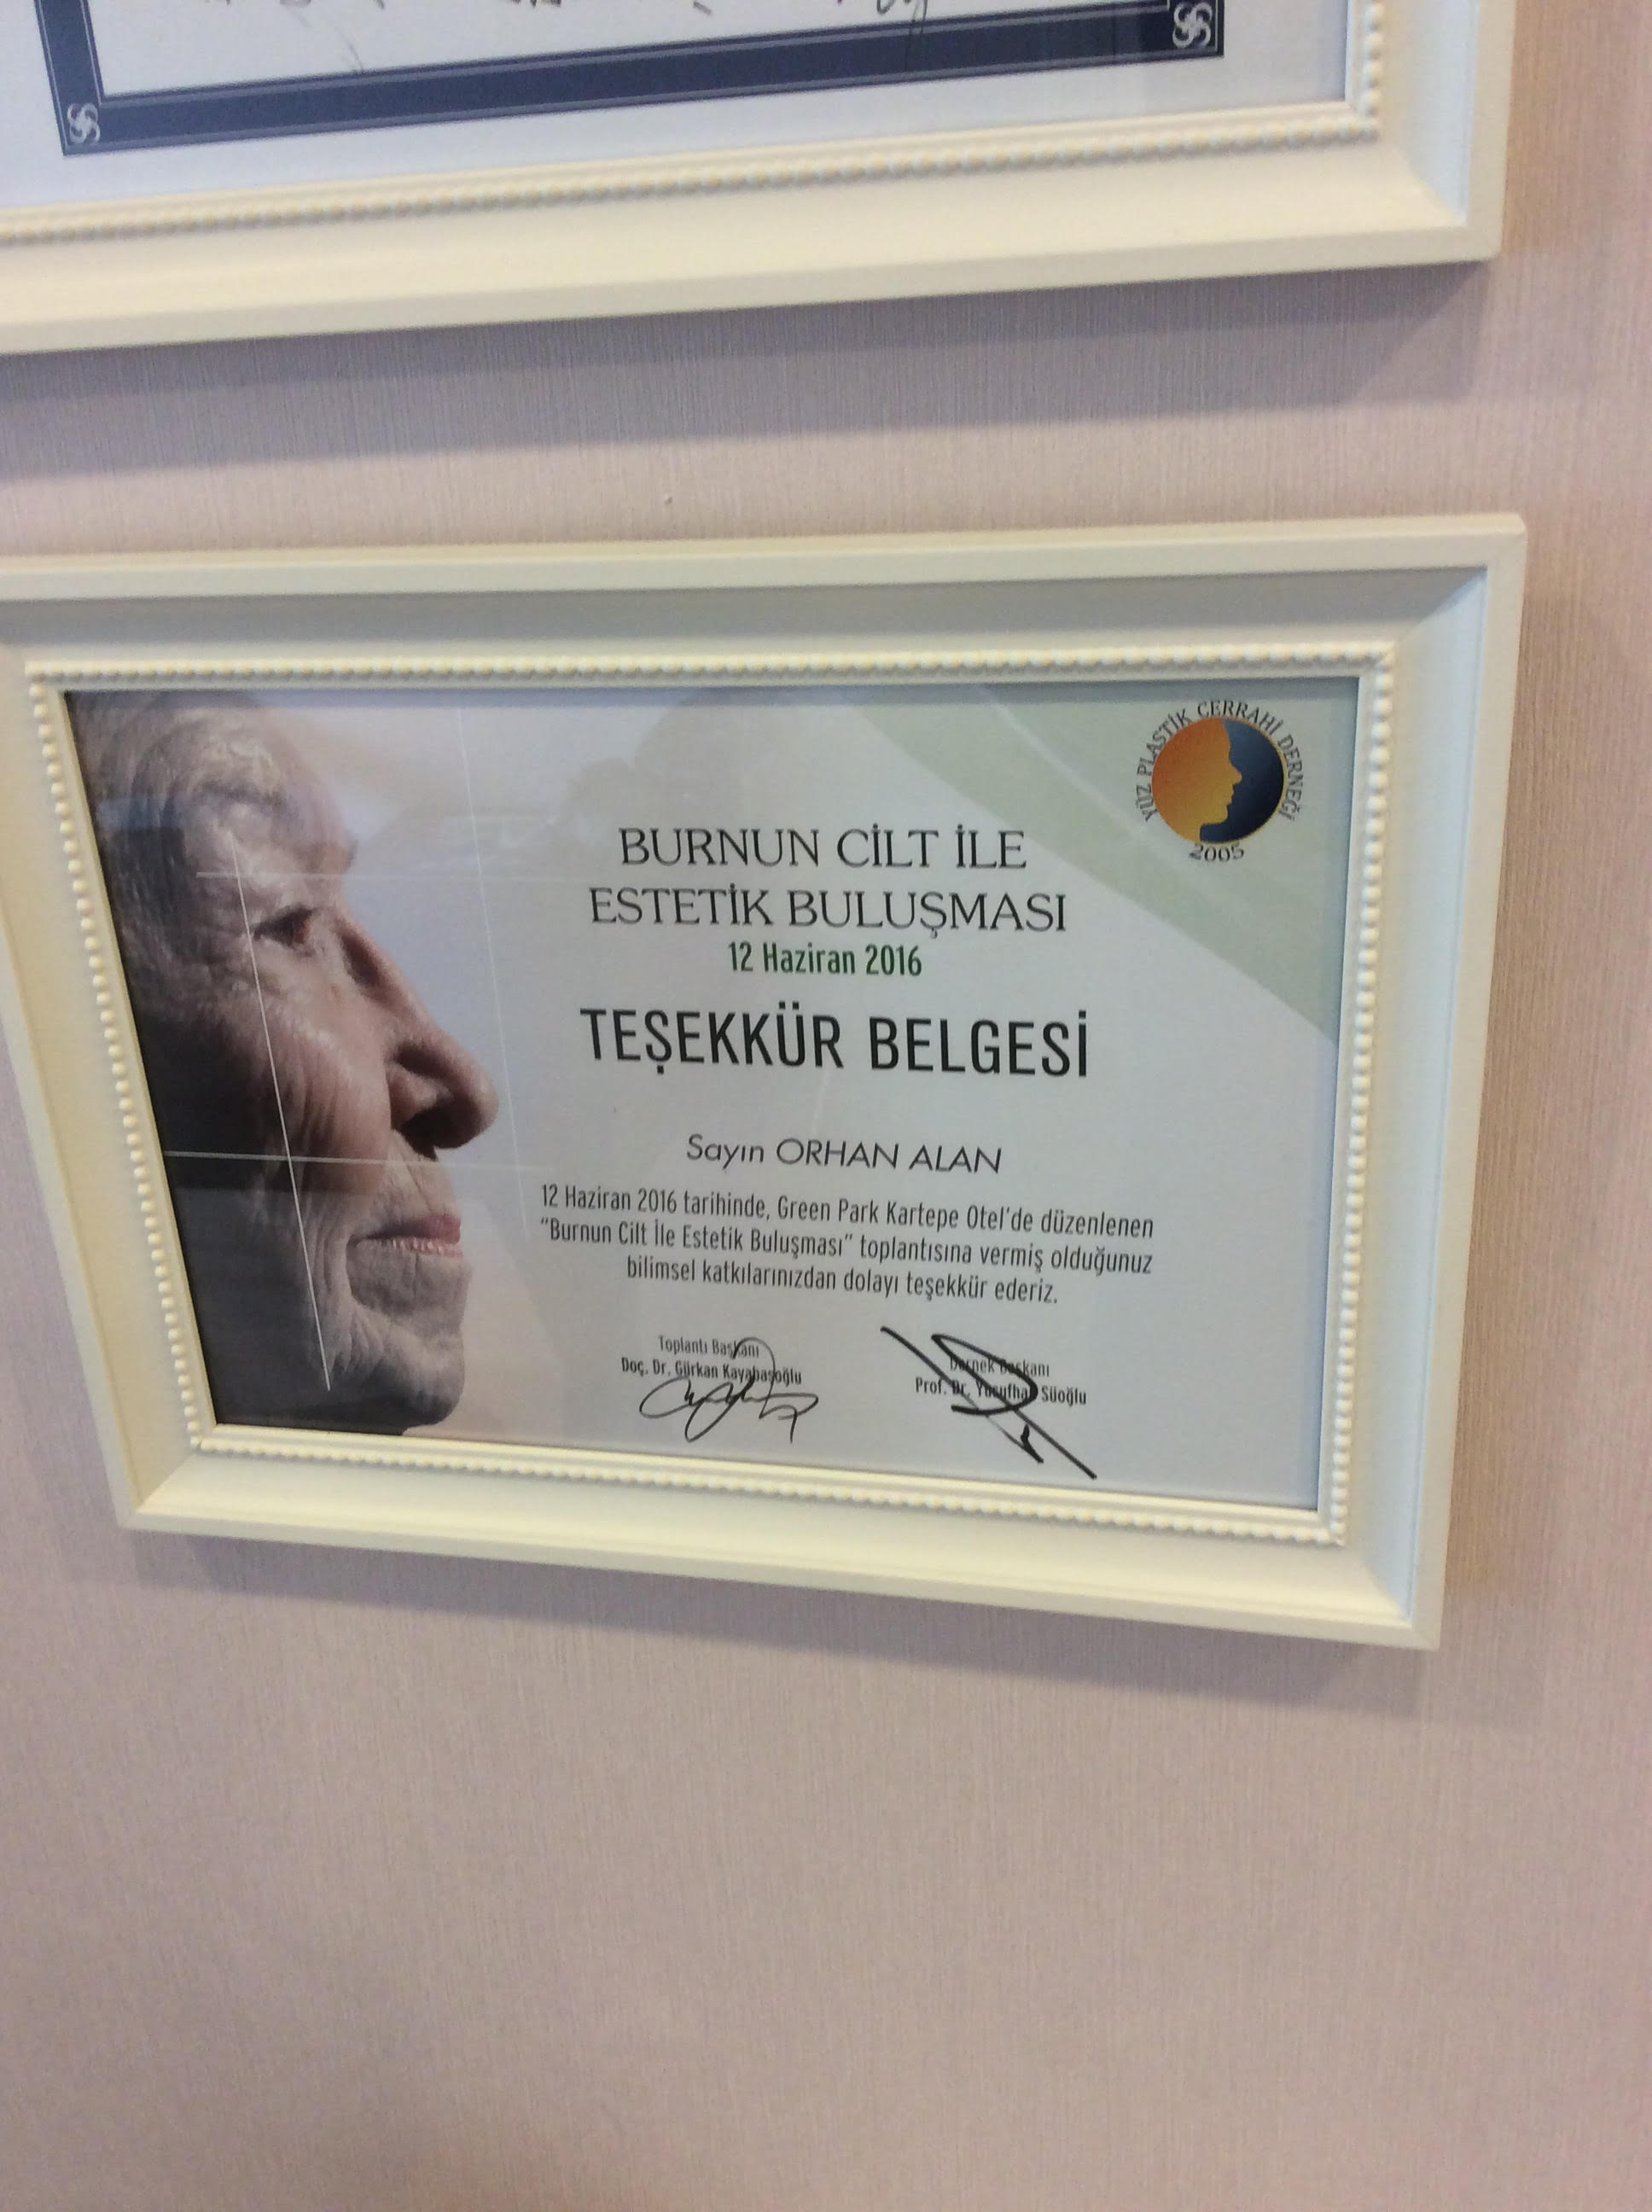 YÜZ PLASTİK CERRAHİ DERNEĞİ
2005
BURNUN CİLT İLE
ESTETİK BULUŞMASI
12 Haziran 2016
TEŞEKKÜR BELGESİ
Sayın ORHAN ALAN
12 Haziran 2016 tarihinde, Green Park Kartepe Otel'de düzenlenen
"Burnun Cilt İle Estetik Buluşması" toplantısına vermiş olduğunuz
bilimsel katkılarınızdan dolayı teşekkür ederiz.
Toplantı Başkanı
Doç. Dr. Gürkan Kayabaşoğlu
Dernek Başkanı
Prof. Dr. Yusufhan Süoğlu